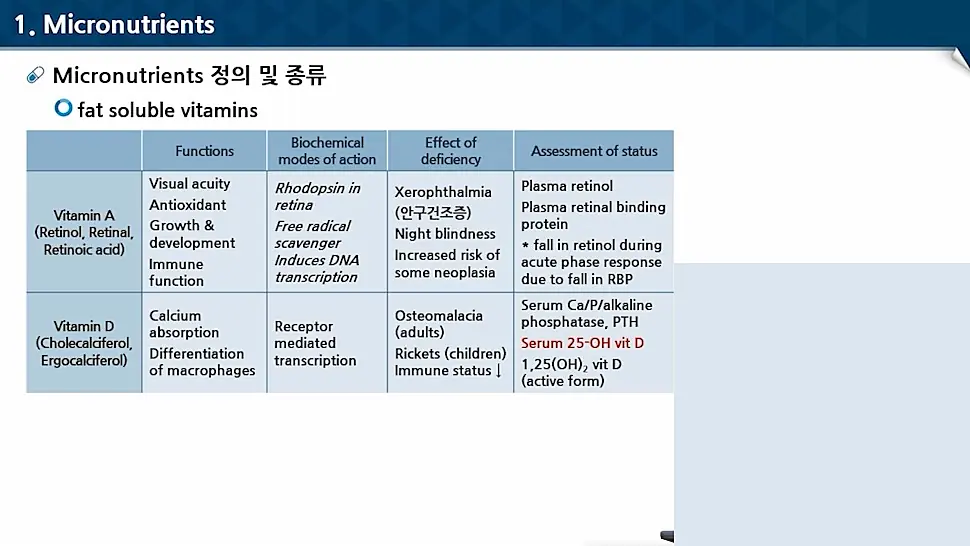 1. Micronutrients
Micronutrients 정의 및 종류
fat soluble vitamins
Functions
Biochemical
modes of action
Effect of
deficiency
Assessment of status
Vitamin A
(Retinol, Retinal,
Retinoic acid)
Visual acuity
Antioxidant
Growth &
development
Immune
function
Rhodopsin in
retina
Free radical
scavenger
Induces DNA
transcription
Xerophthalmia
(안구건조증)
Night blindness
Increased risk of
some neoplasia
Plasma retinol
Plasma retinal binding
protein
* fall in retinol during
acute phase response
due to fall in RBP
Vitamin D
(Cholecalciferol,
Ergocalciferol)
Calcium
absorption
Differentiation
of macrophages
Receptor
mediated
transcription
Osteomalacia
(adults)
Rickets (children)
Immune status↓
Serum Ca/P/alkaline
phosphatase, PTH
Serum 25-OH vit D
1,25(OH)₂ vit D
(active form)